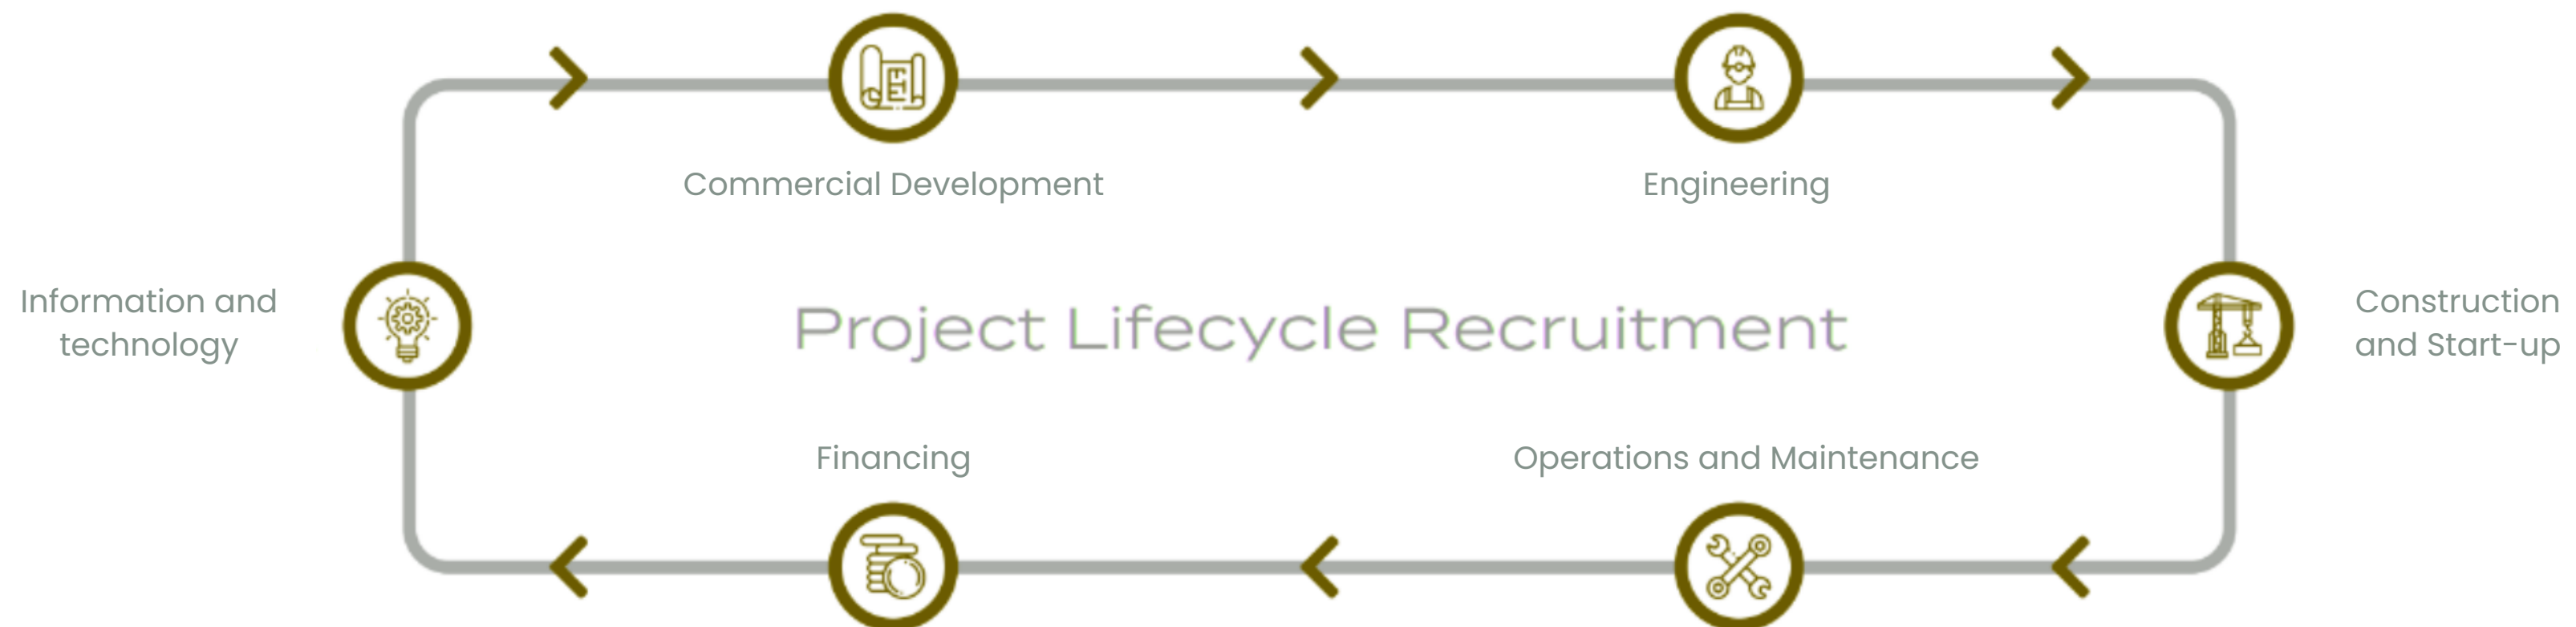 Commercial Development
Engineering
Information and
technology
Project Lifecycle Recruitment
Construction
and Start-up
Financing
Operations and Maintenance